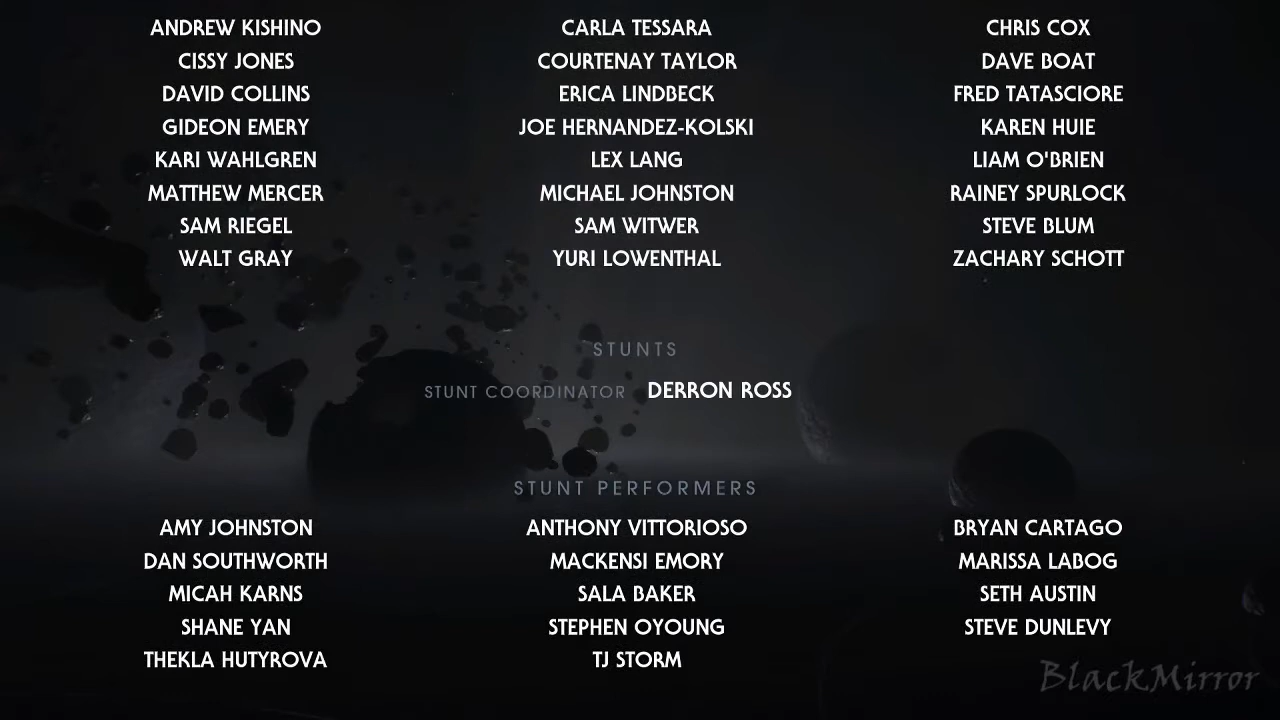 ANDREW KISHINO CARLA TESSARA CHRIS COX
CISSY JONES COURTENAY TAYLOR DAVE BOAT
DAVID COLLINS ERICA LINDBECK FRED TATASCIORE
GIDEON EMERY JOE HERNANDEZ-KOLSKI KAREN HUIE
KARI WAHLGREN LEX LANG LIAM O'BRIEN
MATTHEW MERCER MICHAEL JOHNSTON RAINEY SPURLOCK
SAM RIEGEL SAM WITWER STEVE BLUM
WALT GRAY YURI LOWENTHAL ZACHARY SCHOTT
STUNTS
STUNT COORDINATOR DERRON ROSS
STUNT PERFORMERS
AMY JOHNSTON ANTHONY VITTORIOSO BRYAN CARTAGO
DAN SOUTHWORTH MACKENSI EMORY MARISSA LABOG
MICAH KARNS SALA BAKER SETH AUSTIN
SHANE YAN STEPHEN OYOUNG STEVE DUNLEVY
THEKLA HUTYROVA TJ STORM
BlackMirror